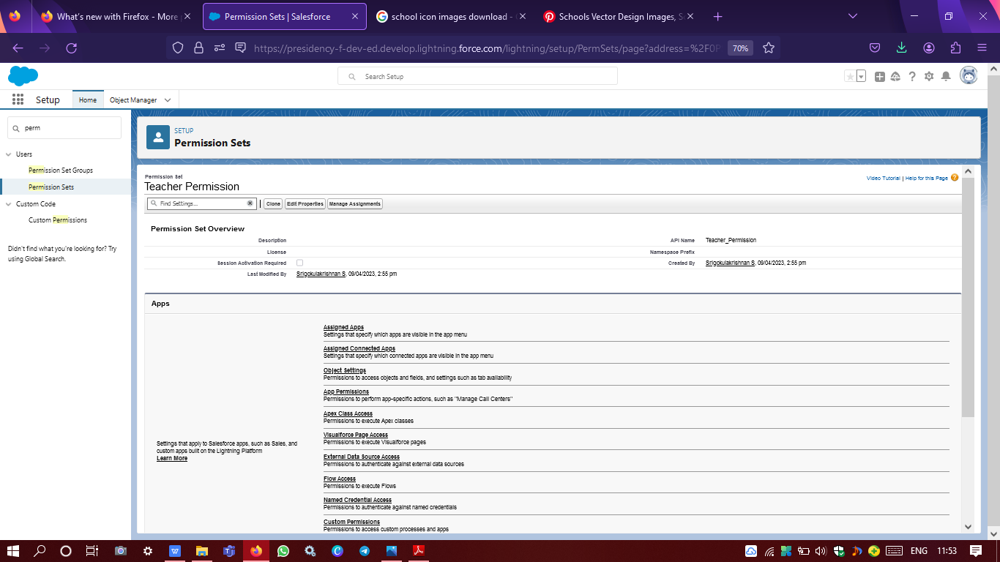 What's new with Firefox - More
Permission Sets | Salesforce
school icon images download -
Schools Vector Design Images, S
https://presidency-f-dev-ed.develop.lightning.force.com/lightning/setup/PermSets/page?address=%2F0P
70%
Search Setup
Setup
Home
Object Manager
perm
Users
Permission Set Groups
Permission Sets
Custom Code
Custom Permissions
Didn't find what you're looking for? Try
using Global Search.
SETUP
Permission Sets
Permission Set
Teacher Permission
Video Tutorial | Help for this Page
Find Settings...
Clone
Edit Properties
Manage Assignments
Permission Set Overview
Description
API Name Teacher_Permission
License
Namespace Prefix
Session Activation Required
Created By Srigokulakrishnan S, 09/04/2023, 2:55 pm
Last Modified By Srigokulakrishnan S, 09/04/2023, 2:55 pm
Apps
Settings that apply to Salesforce apps, such as Sales, and
custom apps built on the Lightning Platform
Learn More
Assigned Apps
Settings that specify which apps are visible in the app menu
Assigned Connected Apps
Settings that specify which connected apps are visible in the app menu
Object Settings
Permissions to access objects and fields, and settings such as tab availability
App Permissions
Permissions to perform app-specific actions, such as "Manage Call Centers"
Apex Class Access
Permissions to execute Apex classes
Visualforce Page Access
Permissions to execute Visualforce pages
External Data Source Access
Permissions to authenticate against external data sources
Flow Access
Permissions to execute Flows
Named Credential Access
Permissions to authenticate against named credentials
Custom Permissions
Permissions to access custom processes and apps
ENG
11:53